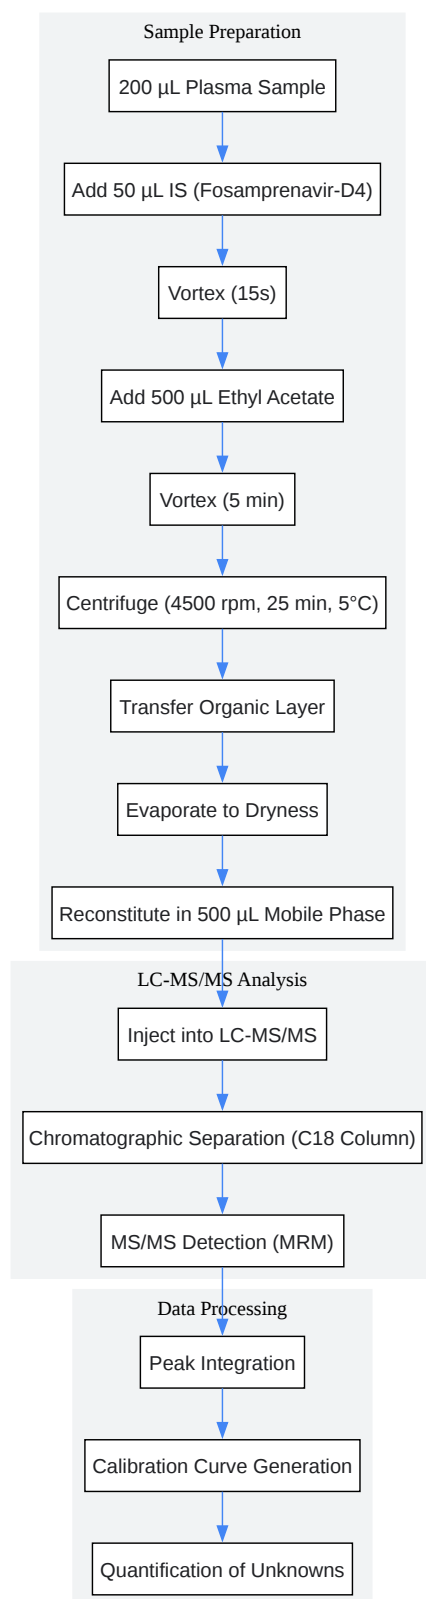 Sample Preparation
200 µL Plasma Sample
Add 50 µL IS (Fosamprenavir-D4)
Vortex (15s)
Add 500 µL Ethyl Acetate
Vortex (5 min)
Centrifuge (4500 rpm, 25 min, 5°C)
Transfer Organic Layer
Evaporate to Dryness
Reconstitute in 500 µL Mobile Phase
LC-MS/MS Analysis
Inject into LC-MS/MS
Chromatographic Separation (C18 Column)
MS/MS Detection (MRM)
Data Processing
Peak Integration
Calibration Curve Generation
Quantification of Unknowns